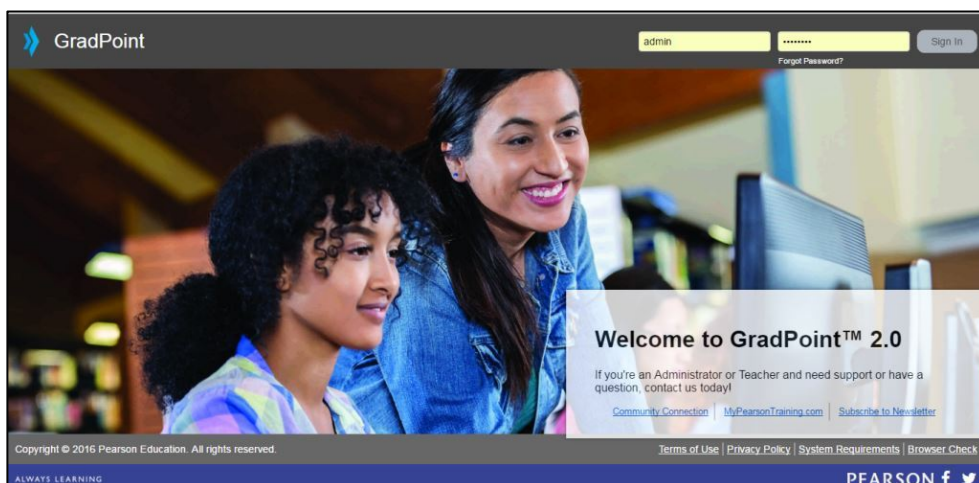 GradPoint
admin
••••••••
Sign In
Forgot Password?
Welcome to GradPoint™ 2.0
If you're an Administrator or Teacher and need support or have a
question, contact us today!
Community Connection | MyPearsonTraining.com | Subscribe to Newsletter
Copyright © 2016 Pearson Education. All rights reserved.
Terms of Use | Privacy Policy | System Requirements | Browser Check
ALWAYS LEARNING
PEARSON